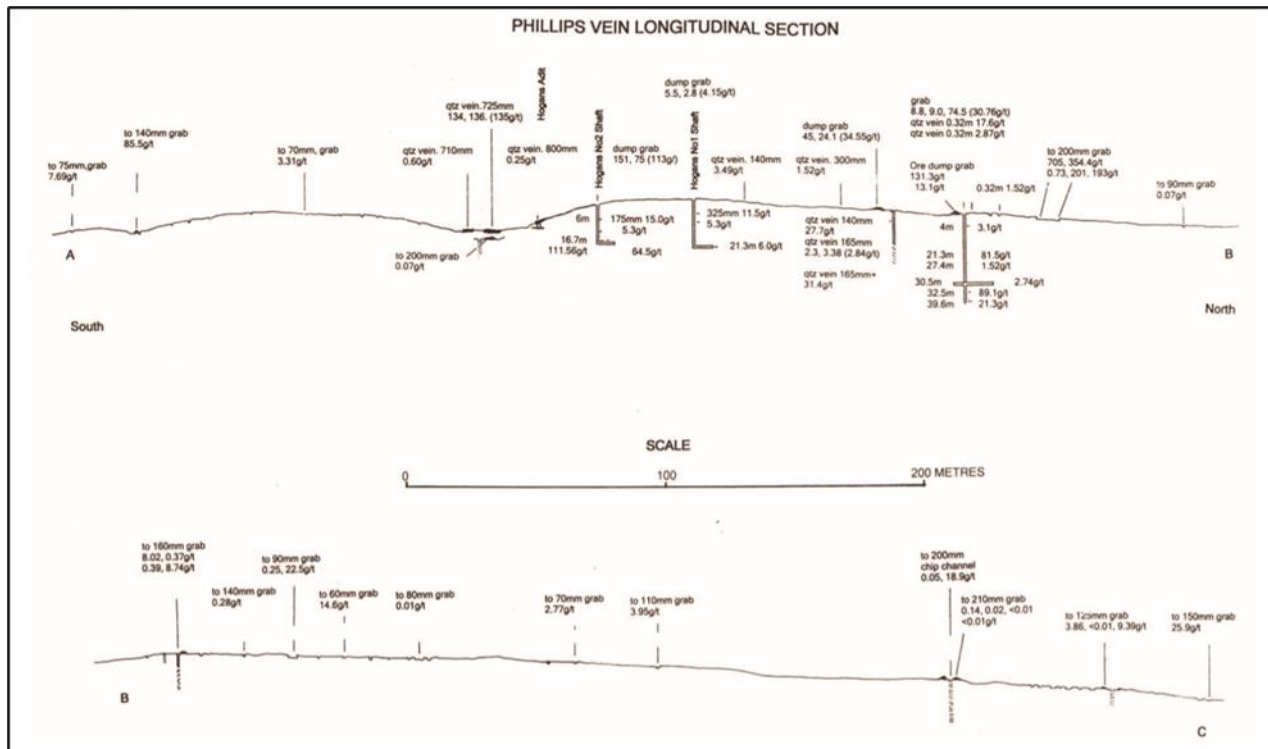 PHILLIPS VEIN LONGITUDINAL SECTION
to 75mm,grab
7.69g/t
to 140mm grab
85.5g/t
to 70mm, grab
3.31g/t
qtz vein.725mm
134, 136. (135g/t)
qtz vein. 710mm
0.60g/t
to 200mm grab
0.07g/t
Hogans Adit
qtz vein. 800mm
0.25g/t
Hogans No2 Shaft
dump grab
151, 75 (113g/)
6m
175mm 15.0g/t
5.3g/t
16.7m
111.56g/t
64.5g/t
dump grab
5.5, 2.8 (4.15g/t)
Hogans No1 Shaft
325mm 11.5g/t
5.3g/t
21.3m 6.0g/t
qtz vein. 140mm
3.49g/t
qtz vein. 300mm
1.52g/t
dump grab
45, 24.1 (34.55g/t)
qtz vein 140mm
27.7g/t
qtz vein 165mm
2.3, 3.38 (2.84g/t)
qtz vein 165mm+
31.4g/t
grab
8.8, 9.0, 74.5 (30.76g/t)
qtz vein 0.32m 17.6g/t
qtz vein 0.32m 2.87g/t
Ore dump grab
131.3g/t
13.1g/t
0.32m 1.52g/t
4m
3.1g/t
21.3m
81.5g/t
27.4m
1.52g/t
30.5m
2.74g/t
32.5m
89.1g/t
39.6m
21.3g/t
to 200mm grab
705, 354.4g/t
0.73, 201, 193g/t
to 90mm grab
0.07g/t
A
B
South
North
SCALE
0
100
200 METRES
to 160mm grab
8.02, 0.37g/t
0.39, 8.74g/t
to 140mm grab
0.28g/t
to 90mm grab
0.25, 22.5g/t
to 60mm grab
14.6g/t
to 80mm grab
0.01g/t
to 70mm grab
2.77g/t
to 110mm grab
3.95g/t
to 200mm
chip channel
0.05, 18.9g/t
to 210mm grab
0.14, 0.02, <0.01
<0.01g/t
to 125mm grab
3.86, <0.01, 9.39g/t
to 150mm grab
25.9g/t
B
C